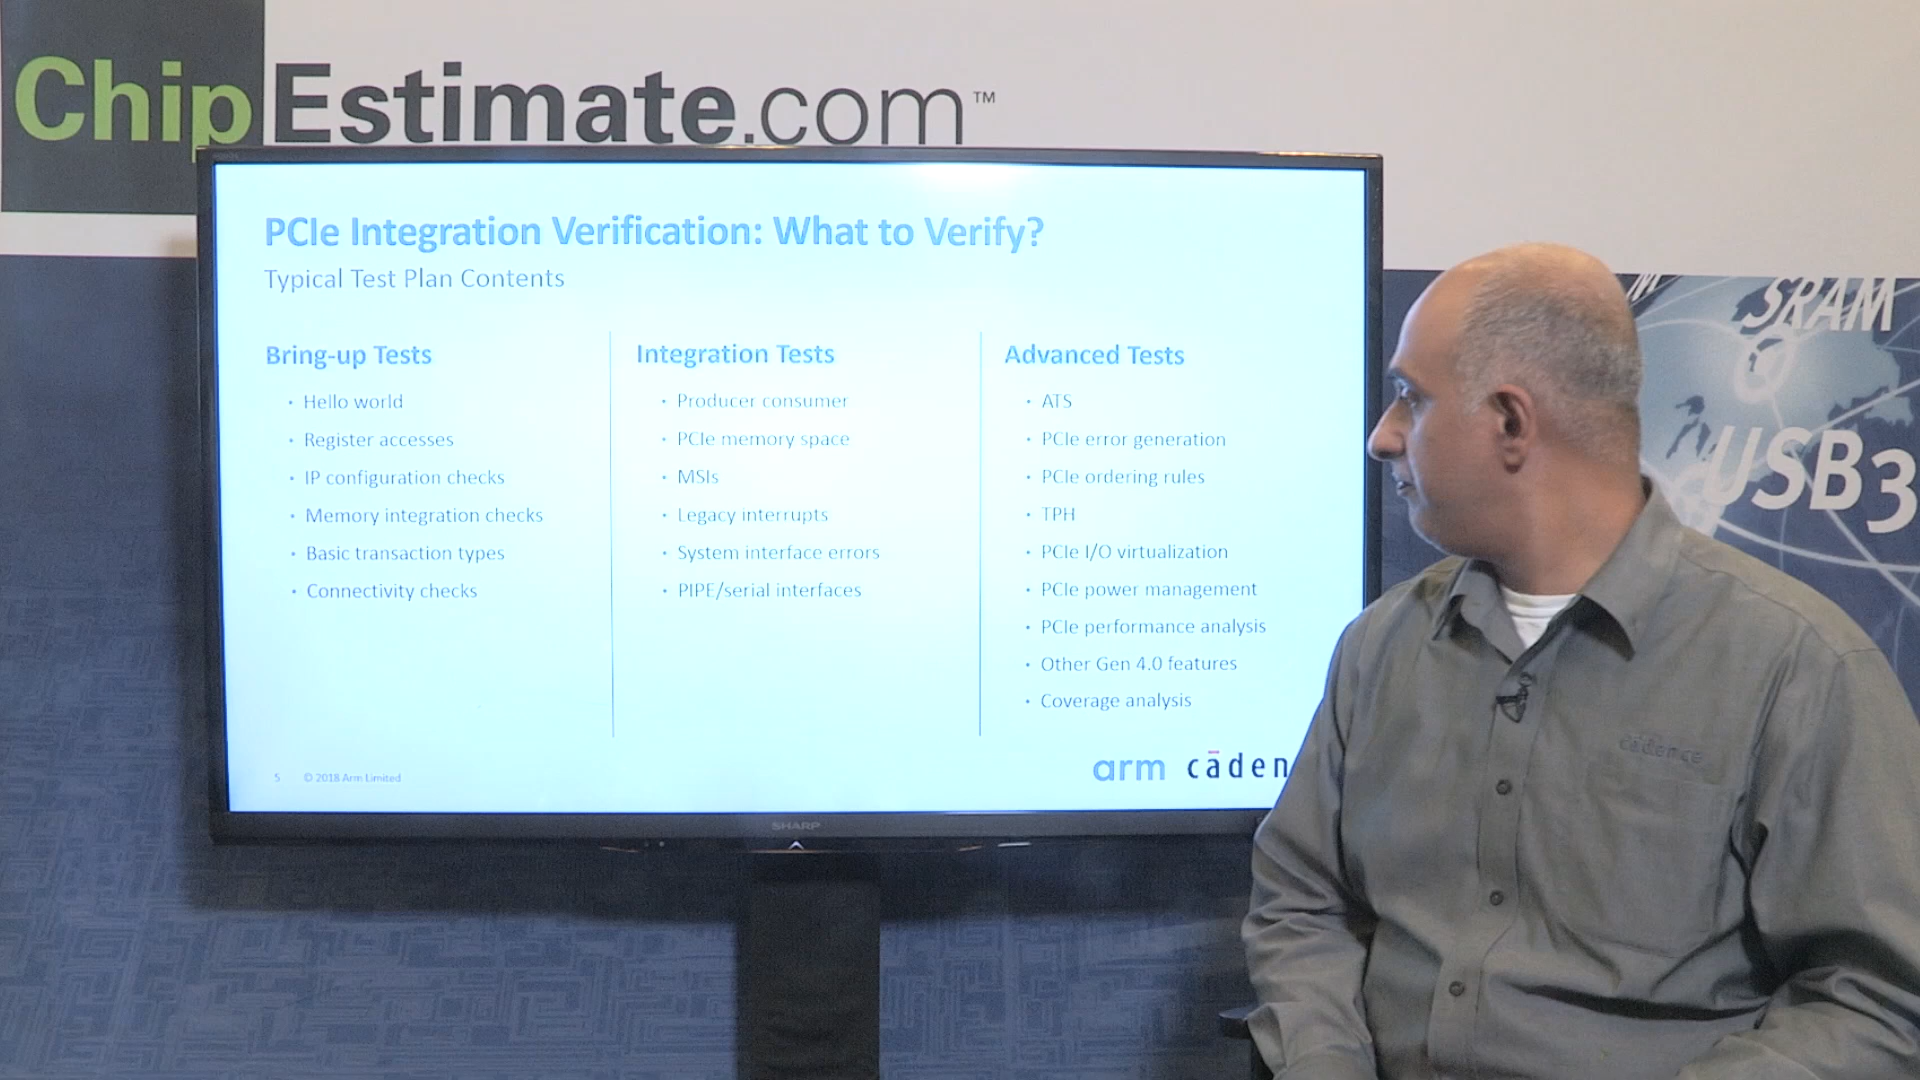 ChipEstimate.com™
PCIe Integration Verification: What to Verify?
Typical Test Plan Contents
Bring-up Tests
• Hello world
• Register accesses
• IP configuration checks
• Memory integration checks
• Basic transaction types
• Connectivity checks
Integration Tests
• Producer consumer
• PCIe memory space
• MSIs
• Legacy interrupts
• System interface errors
• PIPE/serial interfaces
Advanced Tests
• ATS
• PCIe error generation
• PCIe ordering rules
• TPH
• PCIe I/O virtualization
• PCIe power management
• PCIe performance analysis
• Other Gen 4.0 features
• Coverage analysis
5 © 2018 Arm Limited
arm cāden
SHARP
SRAM
USB3
cādence